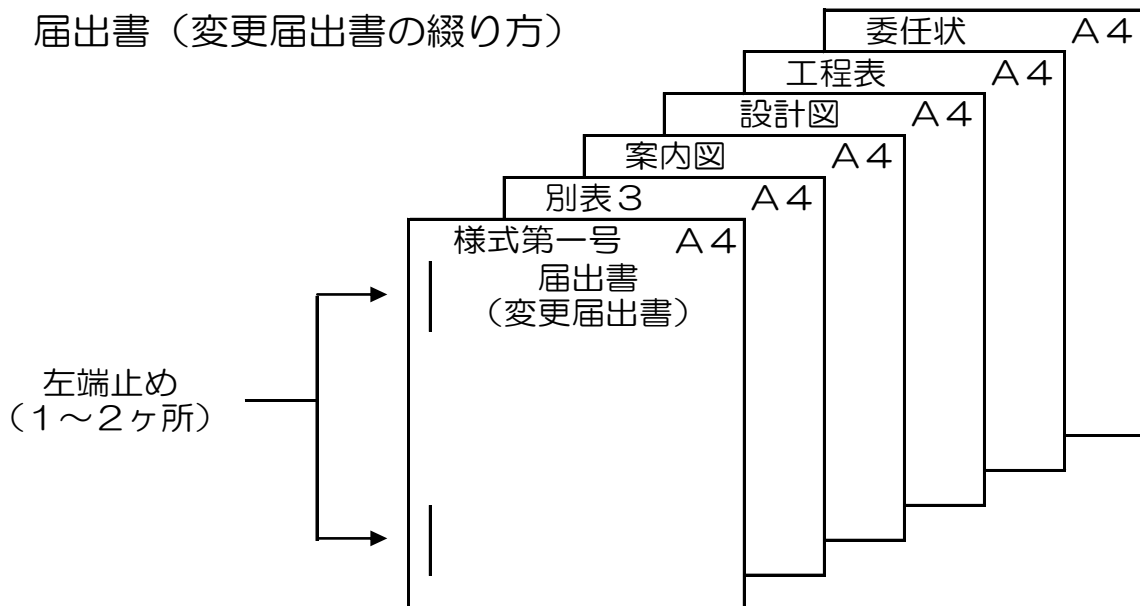 届出書（変更届出書の綴り方）
委任状 Ａ４
工程表 Ａ４
設計図 Ａ４
案内図 Ａ４
別表３ Ａ４
様式第一号 Ａ４
届出書
（変更届出書）
左端止め
（１～２ヶ所）